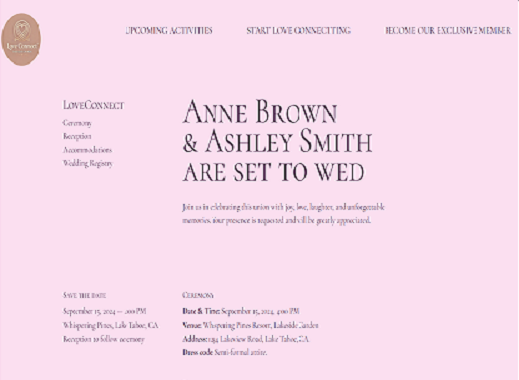 Love Connect
UPCOMING ACTIVITIES
START LOVE CONNECITING
BECOME OUR EXCLUSIVE MEMBER
LOVECONNECT
Ceremony
Reception
Accommodations
Wedding Registry
ANNE BROWN
& ASHLEY SMITH
ARE SET TO WED
Join us in celebrating this union with joy, love, laughter, and unforgettable
memories. Your presence is requested and will be greatly appreciated.
SAVE THE DATE
September 15, 2024 — PM
Whispering Pines, Lake Tahoe, CA
Reception to follow ceremony
CEREMONY
Date & Time: September 15, 2024, 4:00 PM
Venue: Whispering Pines Resort, Lakeside Garden
Address: Lakeview Road, Lake Tahoe, CA
Dress code Semi-formal attire.